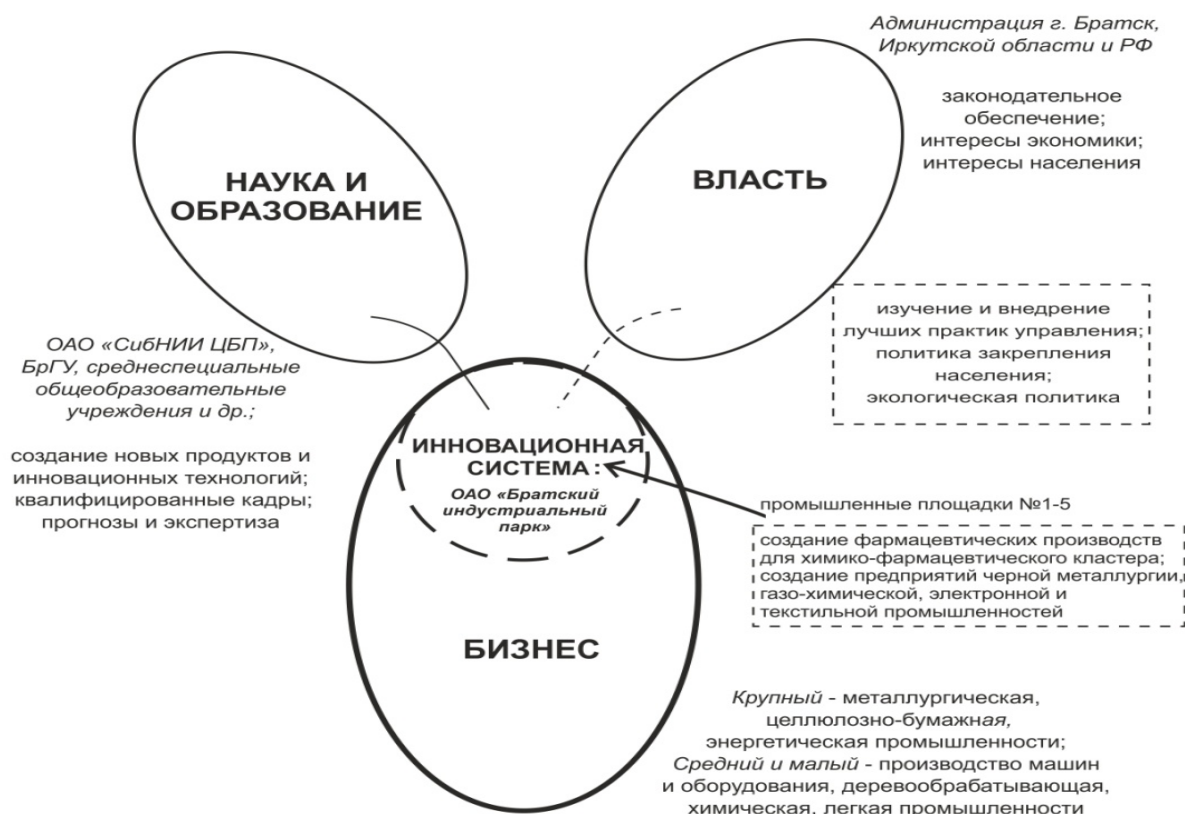 Администрация г. Братск,
Иркутской области и РФ
законодательное
обеспечение;
интересы экономики;
интересы населения
НАУКА И
ОБРАЗОВАНИЕ
ВЛАСТЬ
изучение и внедрение
лучших практик управления;
политика закрепления
населения;
экологическая политика
ОАО «СибНИИ ЦБП»,
БрГУ, среднеспециальные
общеобразовательные
учреждения и др.;
создание новых продуктов и
инновационных технологий;
квалифицированные кадры;
прогнозы и экспертиза
ИННОВАЦИОННАЯ
СИСТЕМА:
ОАО «Братский
индустриальный
парк»
промышленные площадки №1-5
создание фармацевтических производств
для химико-фармацевтического кластера;
создание предприятий черной металлургии,
газо-химической, электронной и
текстильной промышленностей
БИЗНЕС
Крупный - металлургическая,
целлюлозно-бумажная,
энергетическая промышленности;
Средний и малый - производство машин
и оборудования, деревообрабатывающая,
химическая, легкая промышленности